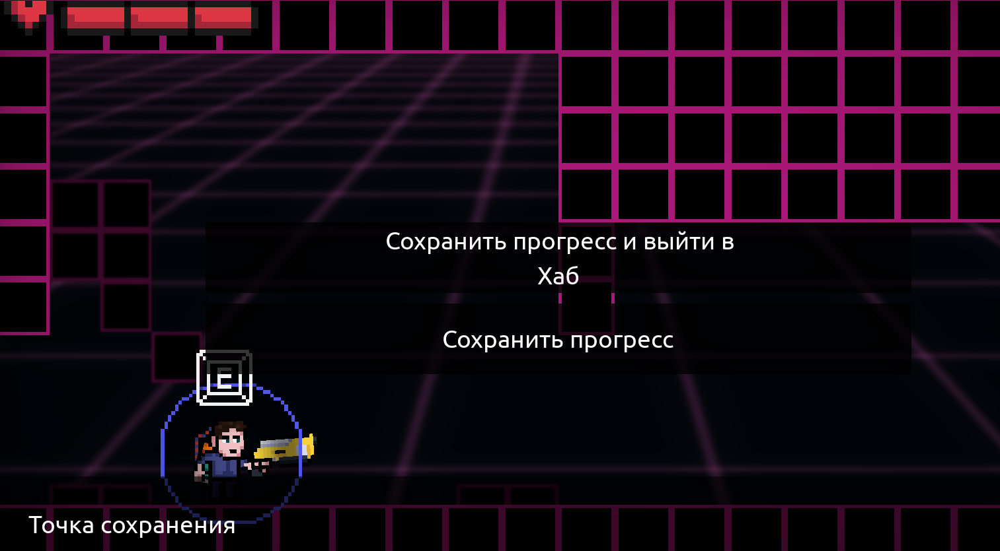 Сохранить прогресс и выйти в
Хаб
Сохранить прогресс
E
Точка сохранения